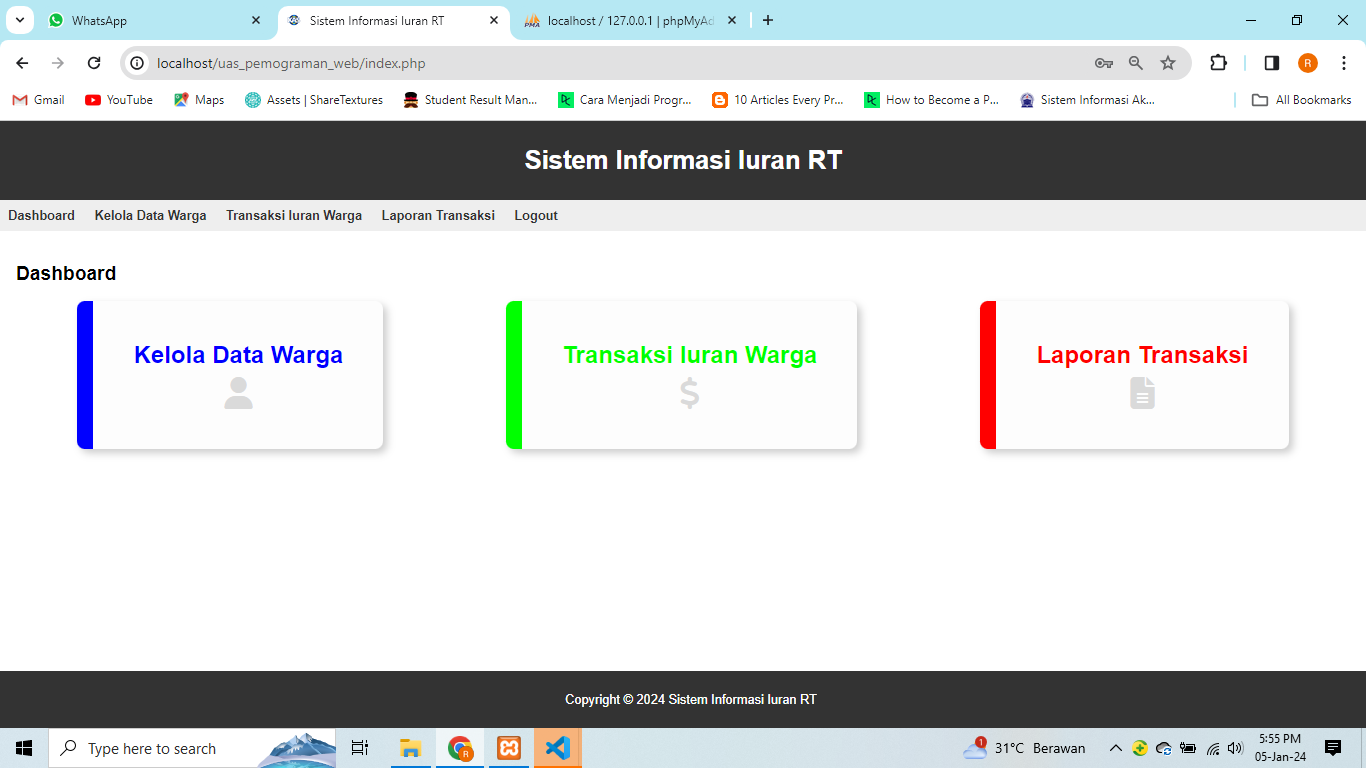 WhatsApp
Sistem Informasi Iuran RT
localhost / 127.0.0.1 | phpMyAd
localhost/uas_pemograman_web/index.php
R
Gmail
YouTube
Maps
Assets | ShareTextures
Student Result Man...
Cara Menjadi Progr...
10 Articles Every Pr...
How to Become a P...
Sistem Informasi Ak...
All Bookmarks
Sistem Informasi Iuran RT
Dashboard Kelola Data Warga Transaksi Iuran Warga Laporan Transaksi Logout
Dashboard
Kelola Data Warga
Transaksi Iuran Warga
$
Laporan Transaksi
Copyright © 2024 Sistem Informasi Iuran RT
Type here to search
R
1
31°C Berawan
5:55 PM
05-Jan-24